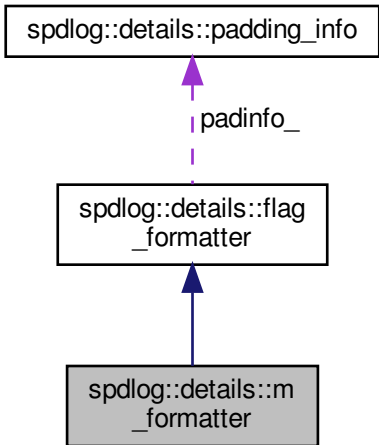 spdlog::details::padding_info
padinfo_
spdlog::details::flag
_formatter
spdlog::details::m
_formatter